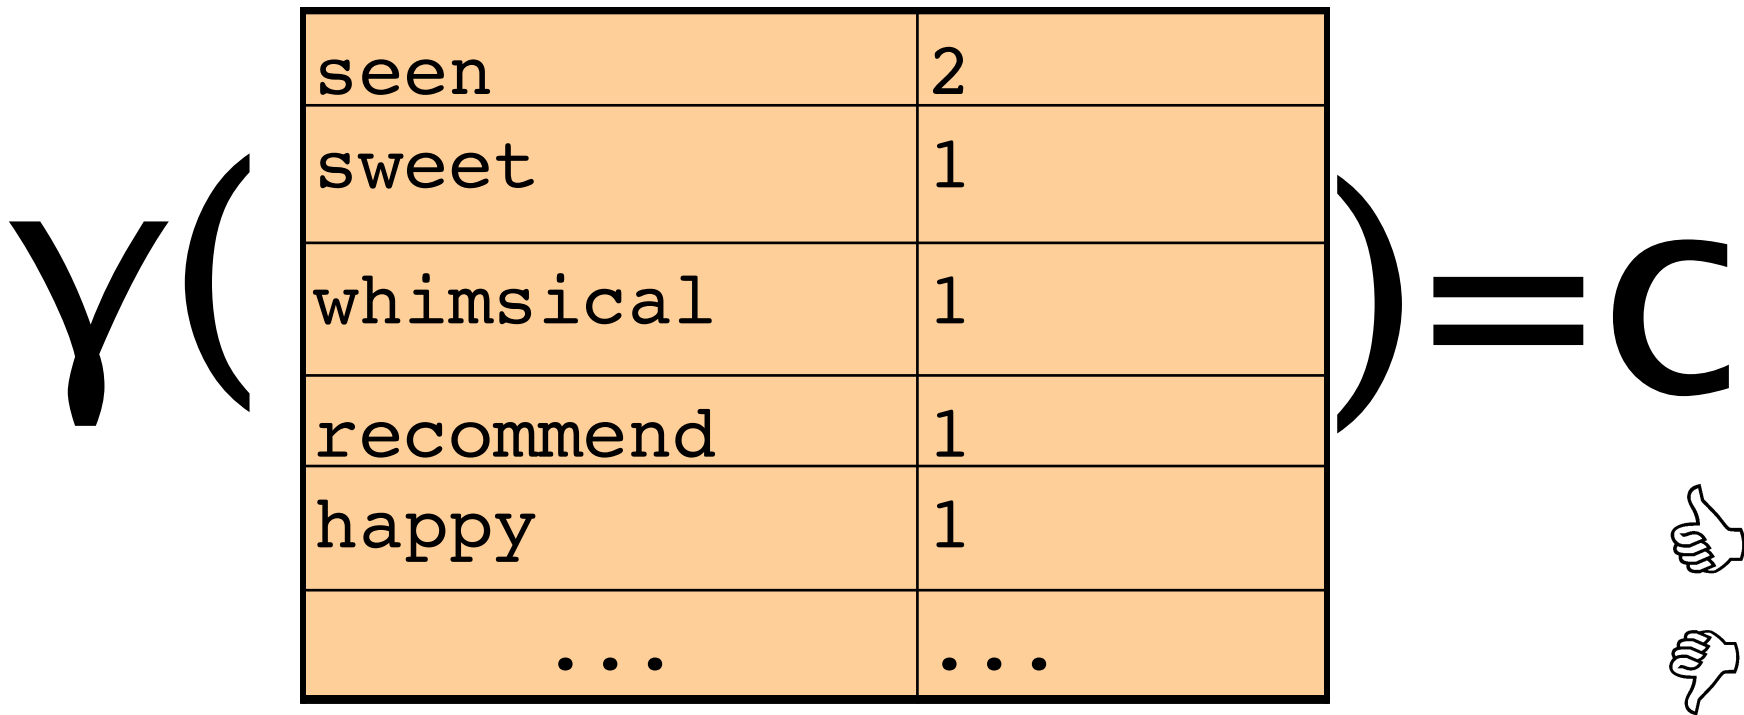 seen 2
sweet 1
γ( whimsical 1 )=c
recommend 1
happy 1
... ...